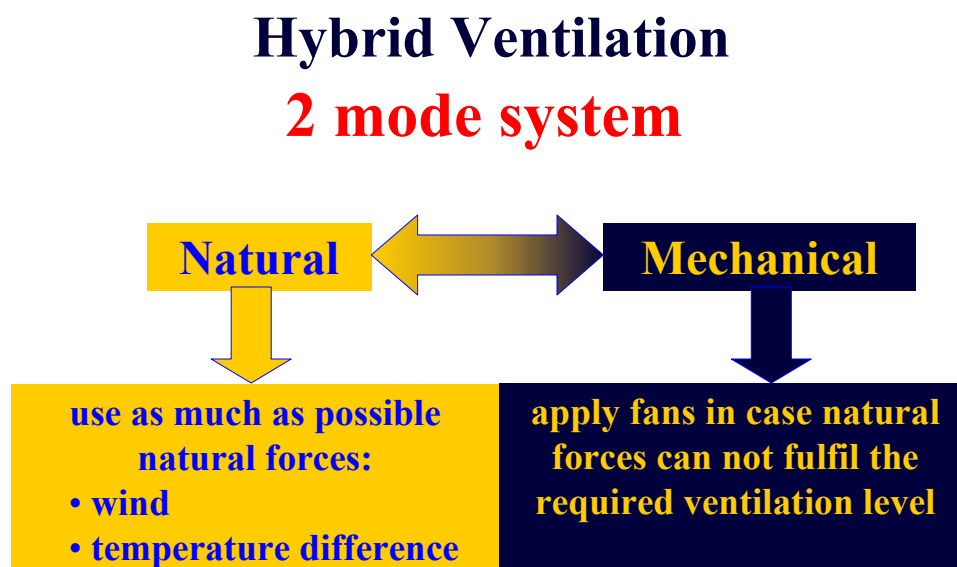 Hybrid Ventilation
2 mode system
Natural
Mechanical
use as much as possible
natural forces:
• wind
• temperature difference
apply fans in case natural
forces can not fulfil the
required ventilation level